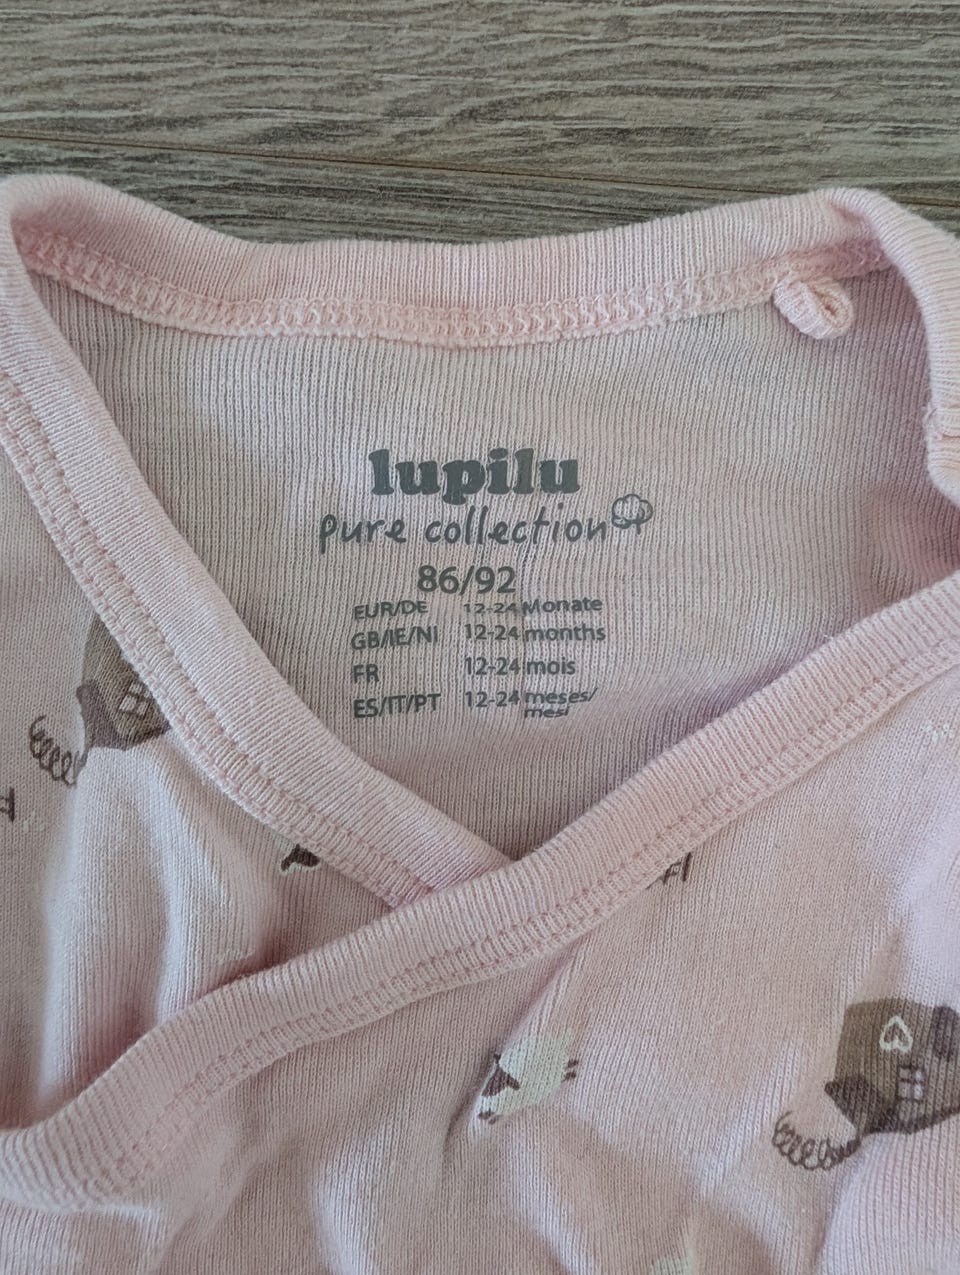 lupilu
pure collection
86/92
EUR/DE 12-24 Monate
GB/IE/NI 12-24 months
FR 12-24 mois
ES/IT/PT 12-24 meses/
mesi